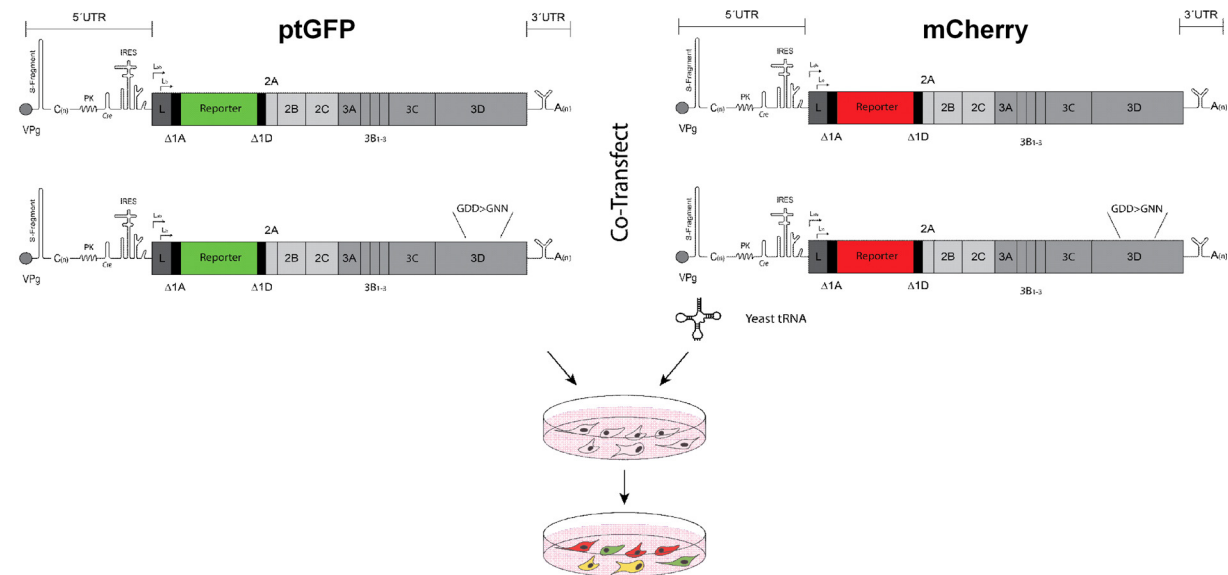 ptGFP
5´UTR
3´UTR
S-Fragment
IRES
Lab
Lb
2A
C(n)
PK
Cre
VPg
L
Reporter
2B
2C
3A
3C
3D
A(n)
Δ1A
Δ1D
3B1-3
S-Fragment
IRES
Lab
Lb
2A
GDD>GNN
C(n)
PK
Cre
VPg
L
Reporter
2B
2C
3A
3C
3D
A(n)
Δ1A
Δ1D
3B1-3
Co-Transfect
mCherry
5´UTR
3´UTR
S-Fragment
IRES
2A
C(n)
PK
Cre
VPg
L
Reporter
2B
2C
3A
3C
3D
A(n)
Δ1A
Δ1D
3B1-3
S-Fragment
IRES
2A
GDD>GNN
C(n)
PK
Cre
VPg
L
Reporter
2B
2C
3A
3C
3D
A(n)
Δ1A
Δ1D
3B1-3
Yeast tRNA